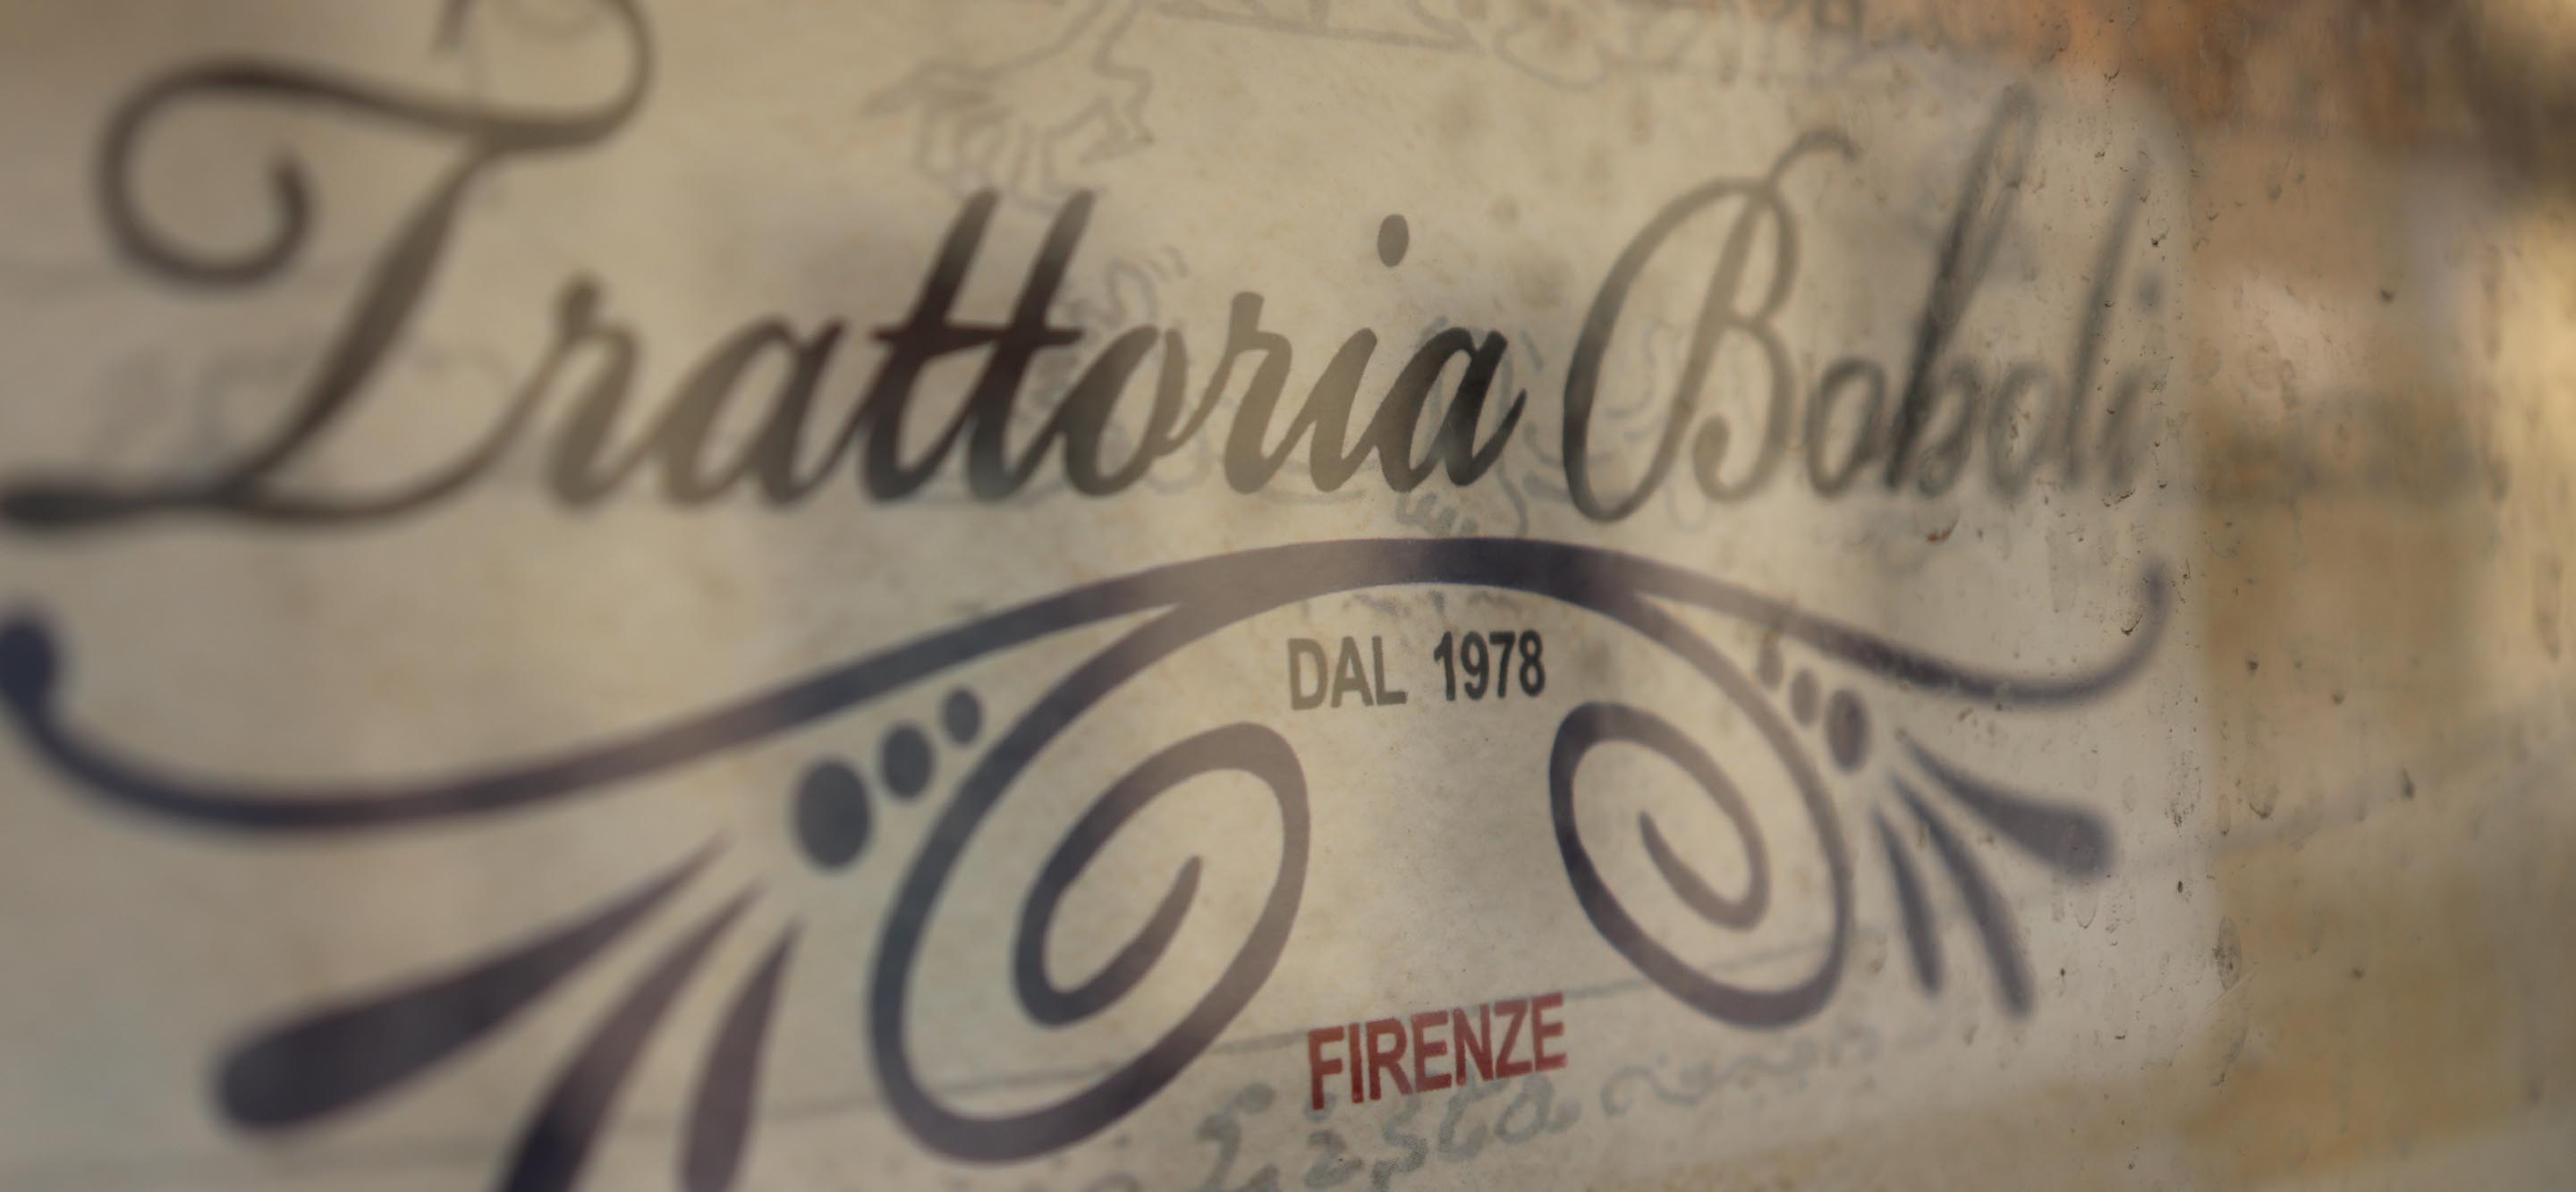 Trattoria Boboli
DAL 1978
FIRENZE